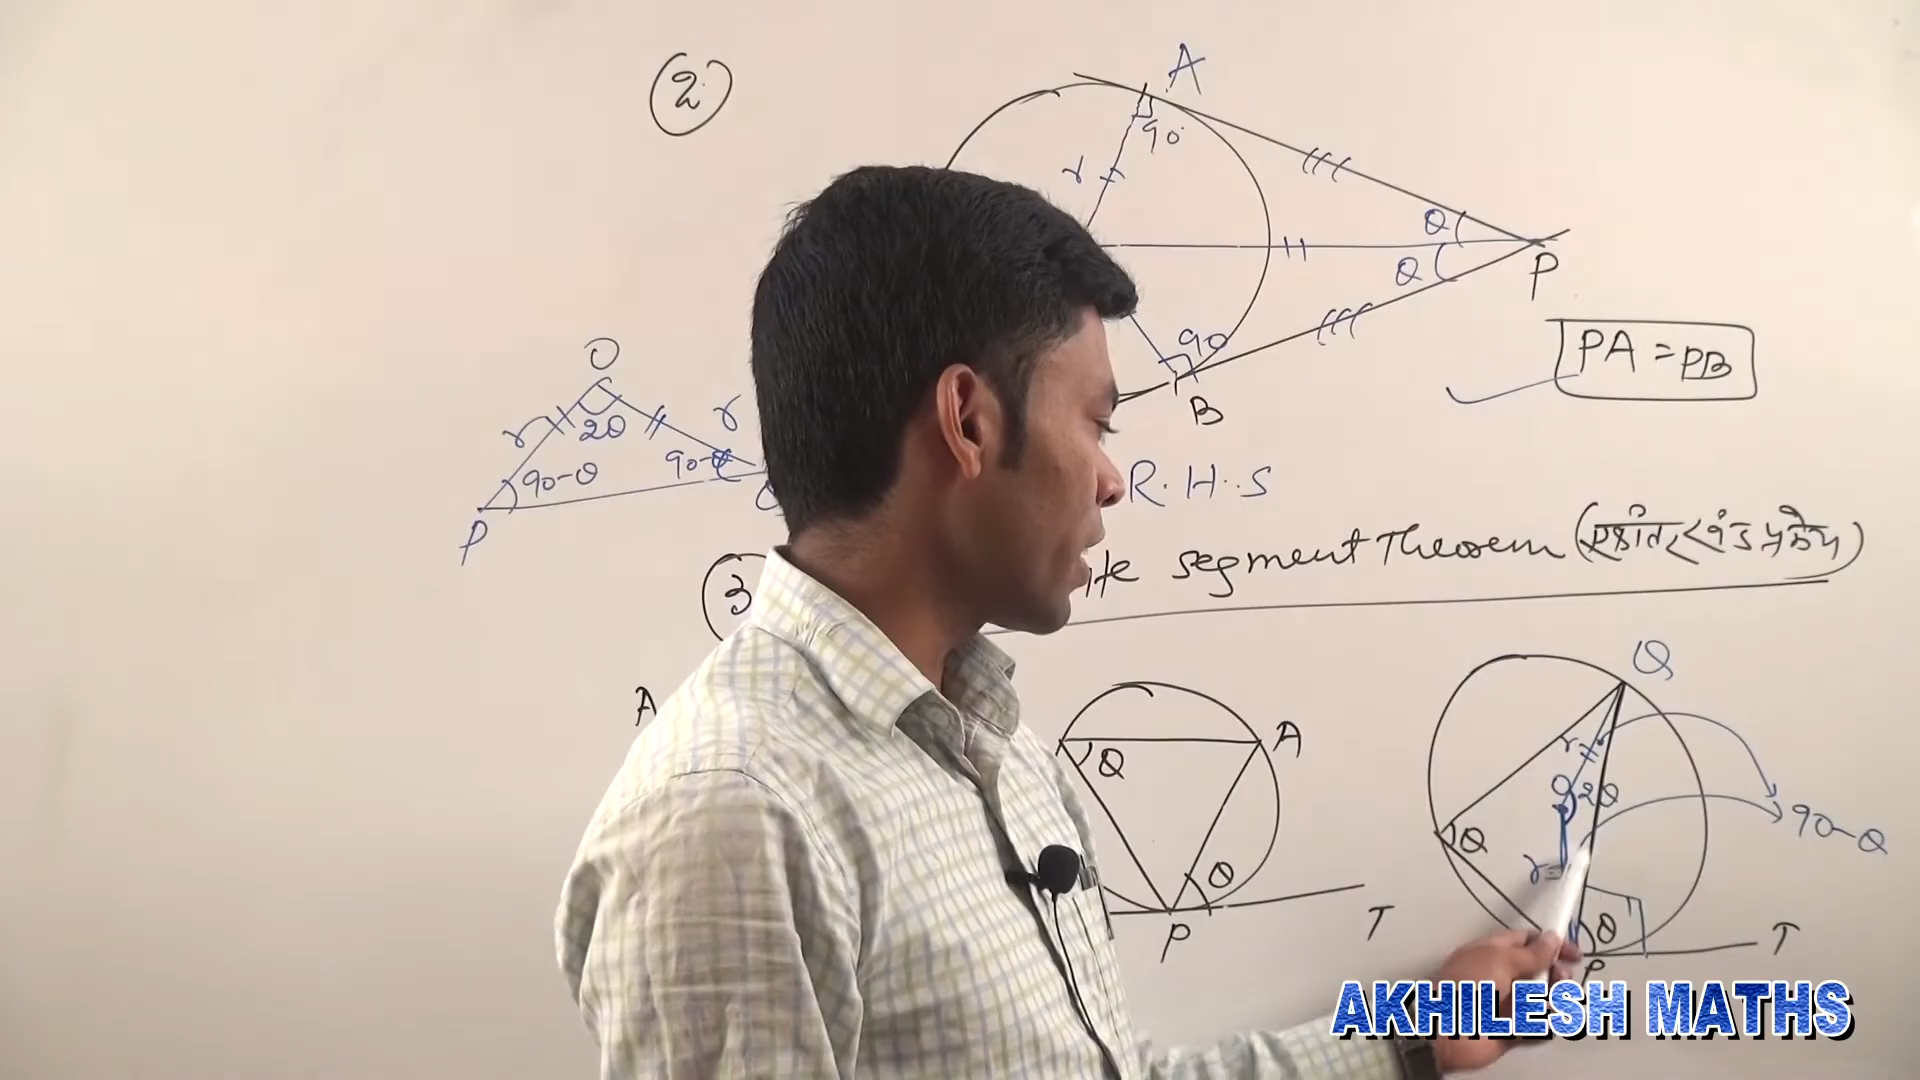 2
A
90
r
θ
θ
P
90
B
PA = PB
O
r
r
2θ
90-θ
90-θ
P
R.H.S
3
segment Theorem (एकांतर खंड प्रमेय)
A
A
θ
θ
P
T
Q
r
O
2θ
90-θ
θ
r
θ
P
T
AKHILESH MATHS